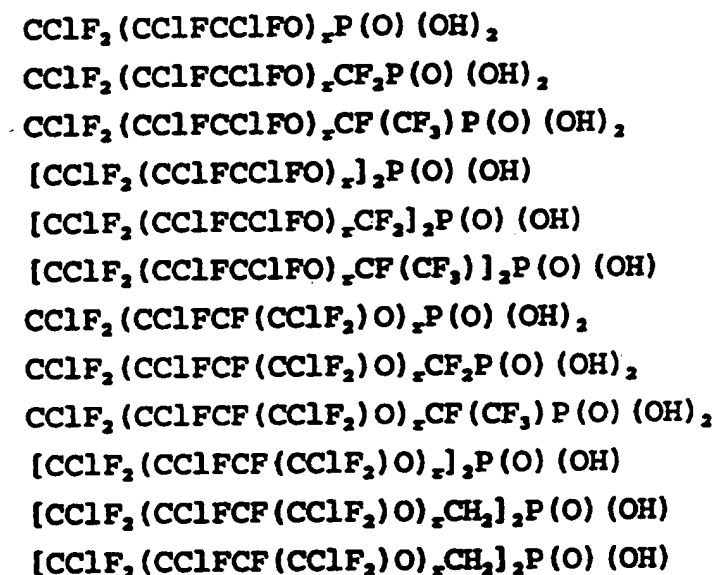 CClF₂(CClFCClFO)ₓP(O)(OH)₂
CClF₂(CClFCClFO)ₓCF₂P(O)(OH)₂
CClF₂(CClFCClFO)ₓCF(CF₃)P(O)(OH)₂
[CClF₂(CClFCClFO)ₓ]₂P(O)(OH)
[CClF₂(CClFCClFO)ₓCF₂]₂P(O)(OH)
[CClF₂(CClFCClFO)ₓCF(CF₃)]₂P(O)(OH)
CClF₂(CClFCF(CClF₂)O)ₓP(O)(OH)₂
CClF₂(CClFCF(CClF₂)O)ₓCF₂P(O)(OH)₂
CClF₂(CClFCF(CClF₂)O)ₓCF(CF₃)P(O)(OH)₂
[CClF₂(CClFCF(CClF₂)O)ₓ]₂P(O)(OH)
[CClF₂(CClFCF(CClF₂)O)ₓCH₂]₂P(O)(OH)
[CClF₂(CClFCF(CClF₂)O)ₓCH₂]₂P(O)(OH)